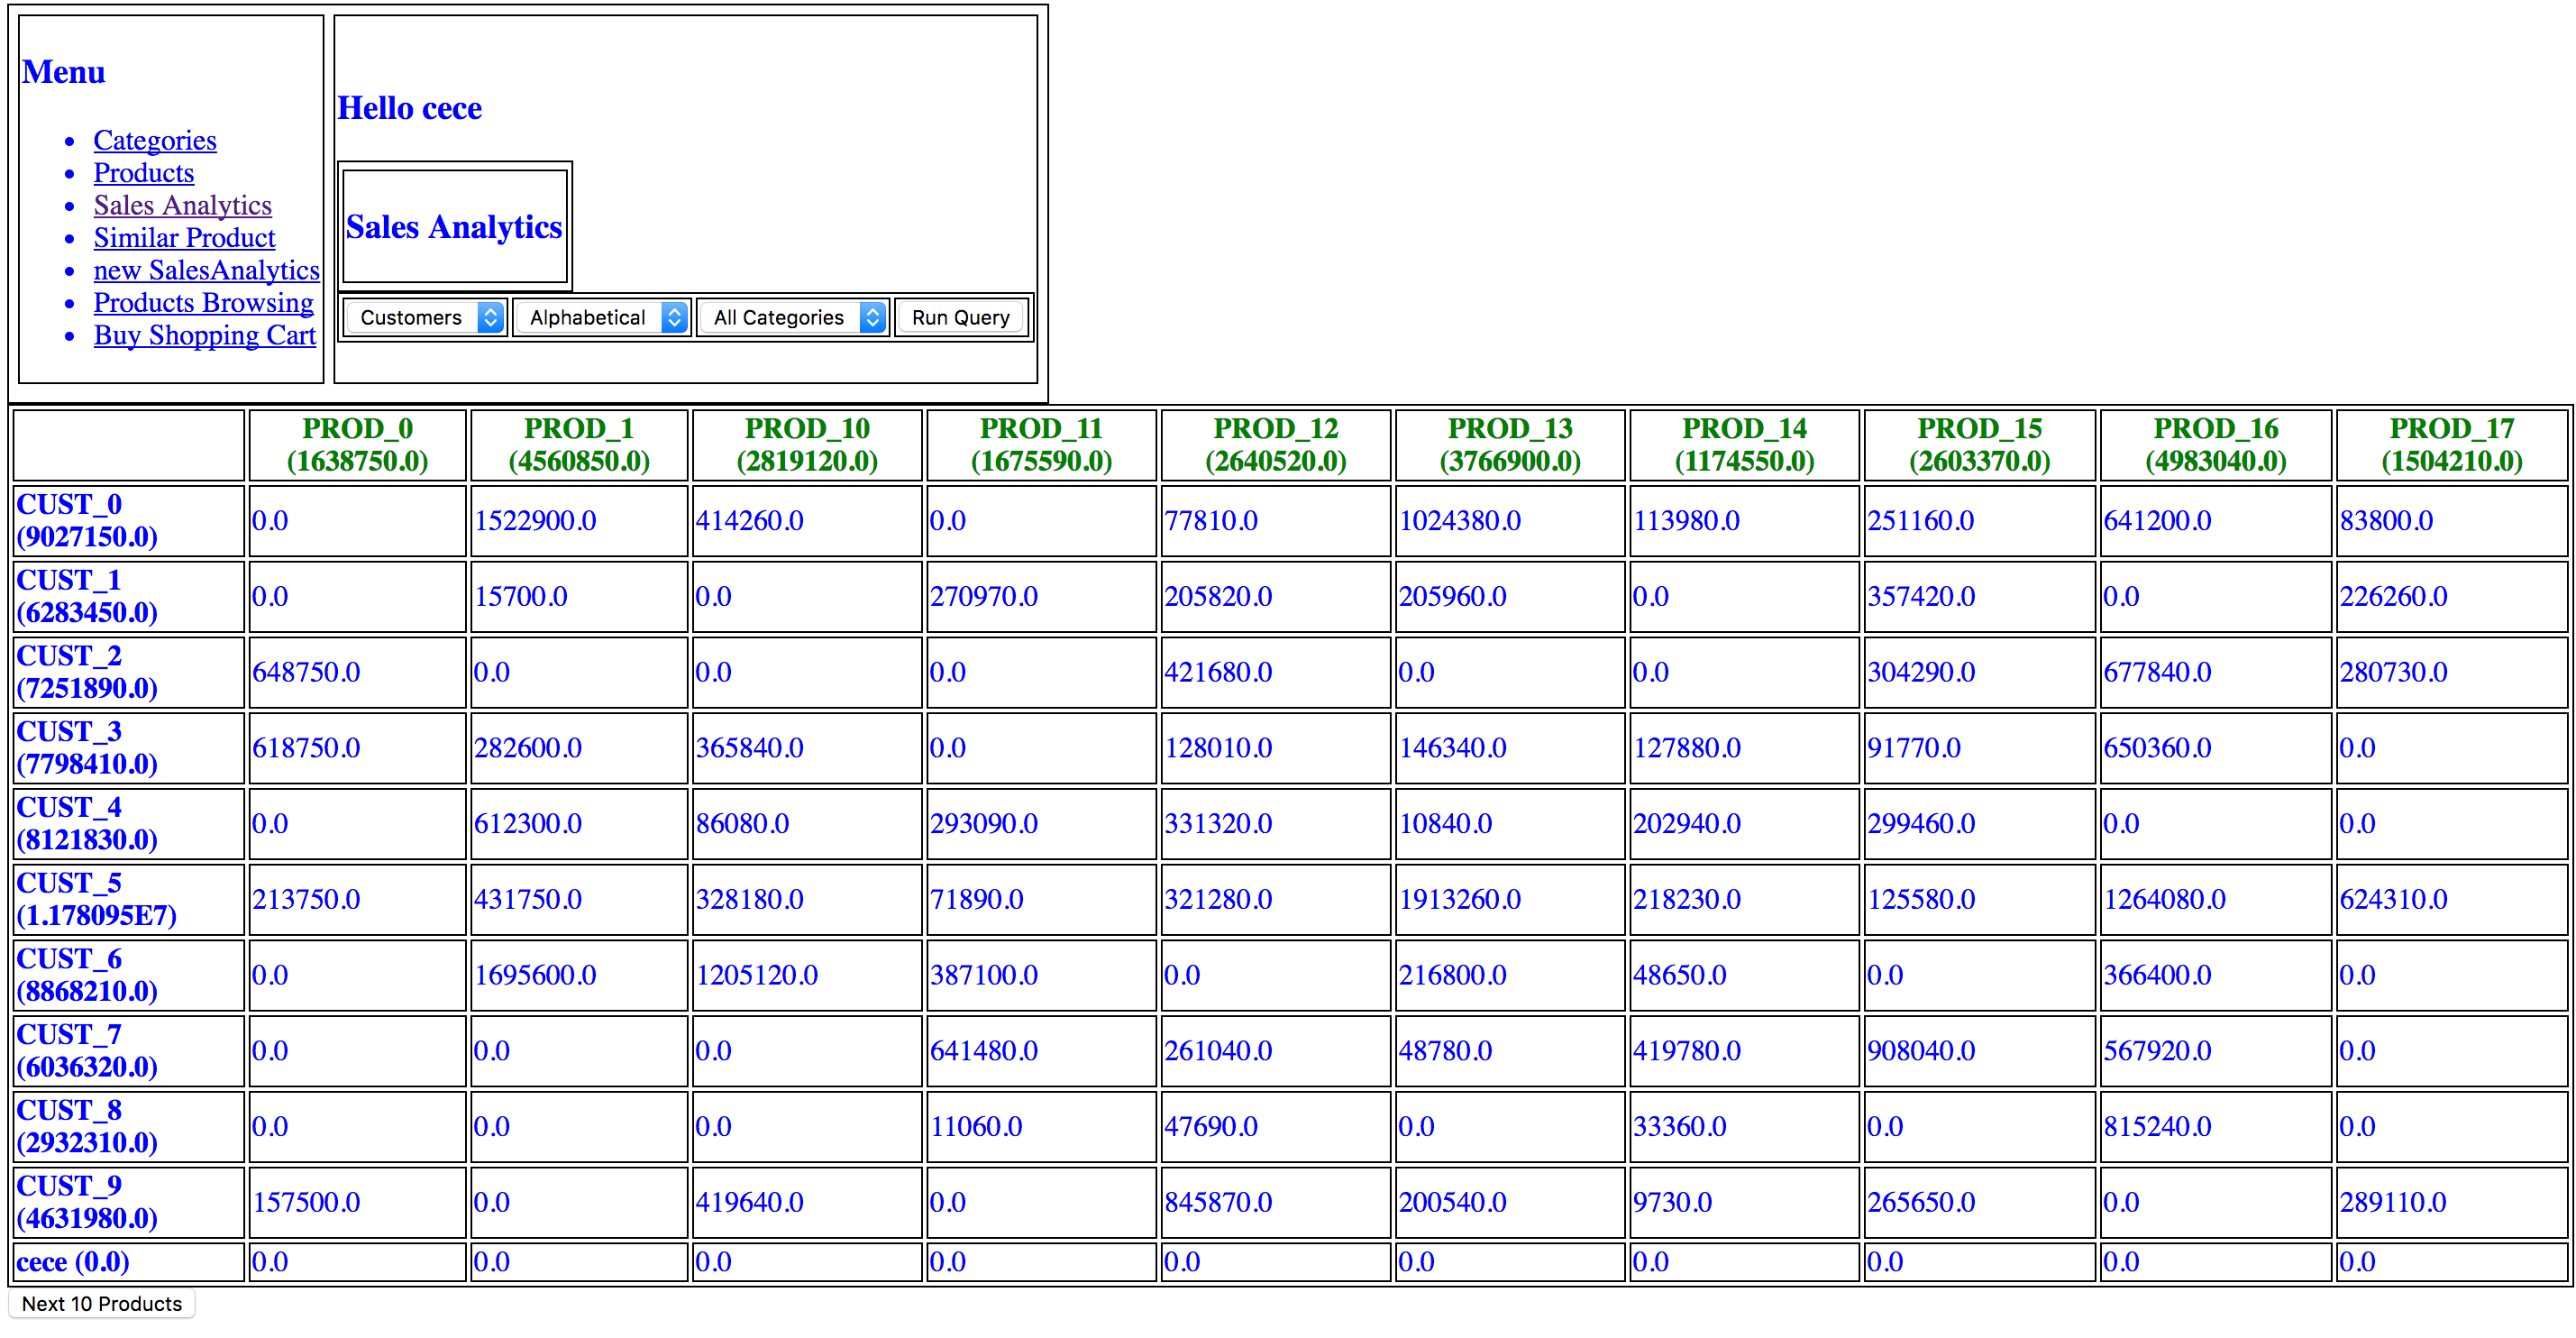 Menu
Categories
Products
Sales Analytics
Similar Product
new SalesAnalytics
Products Browsing
Buy Shopping Cart
Hello cece
Sales Analytics
Customers Alphabetical All Categories Run Query
PROD_0 (1638750.0) PROD_1 (4560850.0) PROD_10 (2819120.0) PROD_11 (1675590.0) PROD_12 (2640520.0) PROD_13 (3766900.0) PROD_14 (1174550.0) PROD_15 (2603370.0) PROD_16 (4983040.0) PROD_17 (1504210.0)
CUST_0 (9027150.0) 0.0 1522900.0 414260.0 0.0 77810.0 1024380.0 113980.0 251160.0 641200.0 83800.0
CUST_1 (6283450.0) 0.0 15700.0 0.0 270970.0 205820.0 205960.0 0.0 357420.0 0.0 226260.0
CUST_2 (7251890.0) 648750.0 0.0 0.0 0.0 421680.0 0.0 0.0 304290.0 677840.0 280730.0
CUST_3 (7798410.0) 618750.0 282600.0 365840.0 0.0 128010.0 146340.0 127880.0 91770.0 650360.0 0.0
CUST_4 (8121830.0) 0.0 612300.0 86080.0 293090.0 331320.0 10840.0 202940.0 299460.0 0.0 0.0
CUST_5 (1.178095E7) 213750.0 431750.0 328180.0 71890.0 321280.0 1913260.0 218230.0 125580.0 1264080.0 624310.0
CUST_6 (8868210.0) 0.0 1695600.0 1205120.0 387100.0 0.0 216800.0 48650.0 0.0 366400.0 0.0
CUST_7 (6036320.0) 0.0 0.0 0.0 641480.0 261040.0 48780.0 419780.0 908040.0 567920.0 0.0
CUST_8 (2932310.0) 0.0 0.0 0.0 11060.0 47690.0 0.0 33360.0 0.0 815240.0 0.0
CUST_9 (4631980.0) 157500.0 0.0 419640.0 0.0 845870.0 200540.0 9730.0 265650.0 0.0 289110.0
cece (0.0) 0.0 0.0 0.0 0.0 0.0 0.0 0.0 0.0 0.0 0.0
Next 10 Products